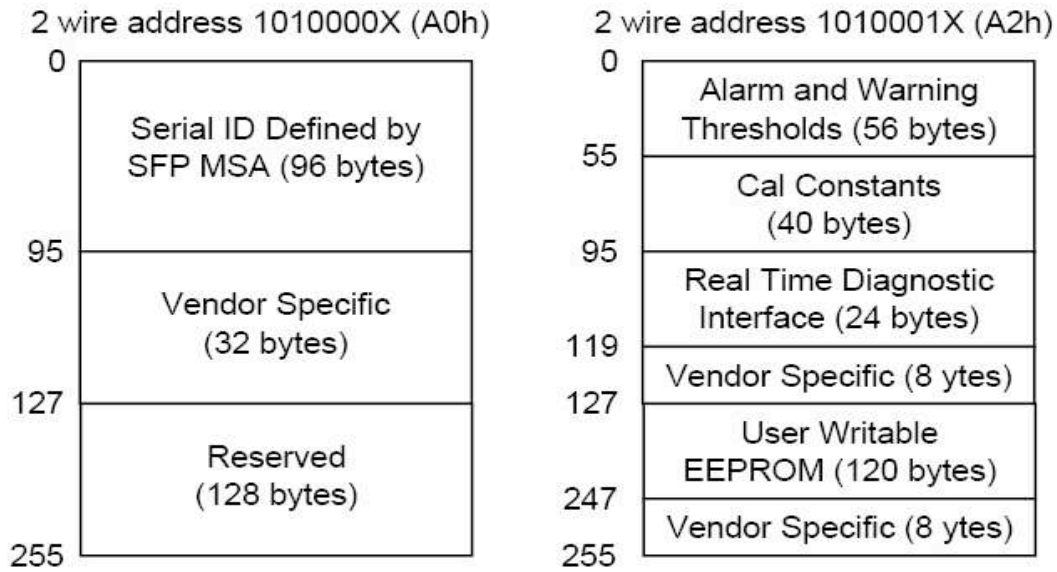 2 wire address 1010000X (A0h)
0
Serial ID Defined by
SFP MSA (96 bytes)
95
Vendor Specific
(32 bytes)
127
Reserved
(128 bytes)
255
2 wire address 1010001X (A2h)
0
Alarm and Warning
Thresholds (56 bytes)
55
Cal Constants
(40 bytes)
95
Real Time Diagnostic
Interface (24 bytes)
119
Vendor Specific (8 ytes)
127
User Writable
EEPROM (120 bytes)
247
Vendor Specific (8 ytes)
255